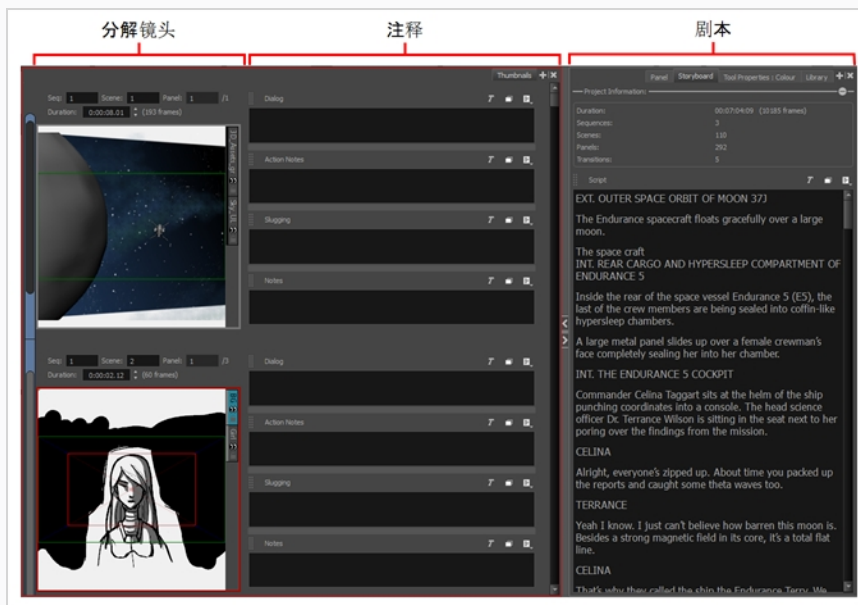 分解镜头
注释
剧本
Thumbnails
Seq: 1 Scene: 1 Panel: 1 /1
Duration: 0:00:08.01 (193 frames)
Dialog
Action Notes
Slugging
Notes
Seq: 1 Scene: 2 Panel: 1 /3
Duration: 0:00:02.12 (60 frames)
Dialog
Action Notes
Slugging
Notes
Panel Storyboard Tool Properties : Colour Library
Project Information:
Duration: 00:07:04:09 (10185 frames)
Sequences: 3
Scenes: 110
Panels: 292
Transitions: 5
Script
EXT. OUTER SPACE ORBIT OF MOON 37J
The Endurance spacecraft floats gracefully over a large
moon.
The space craft
INT. REAR CARGO AND HYPERSLEEP COMPARTMENT OF
ENDURANCE 5
Inside the rear of the space vessel Endurance 5 (E5), the
last of the crew members are being sealed into coffin-like
hypersleep chambers.
A large metal panel slides up over a female crewman's
face completely sealing her into her chamber.
INT. THE ENDURANCE 5 COCKPIT
Commander Celina Taggart sits at the helm of the ship
punching coordinates into a console. The head science
officer Dr. Terrance Wilson is sitting in the seat next to her
poring over the findings from the mission.
CELINA
Alright, everyone's zipped up. About time you packed up
the reports and caught some theta waves too.
TERRANCE
Yeah I know. I just can't believe how barren this moon is.
Besides a strong magnetic field in its core, it's a total flat
line.
CELINA
That's why they called the ship the Endurance Terry. We